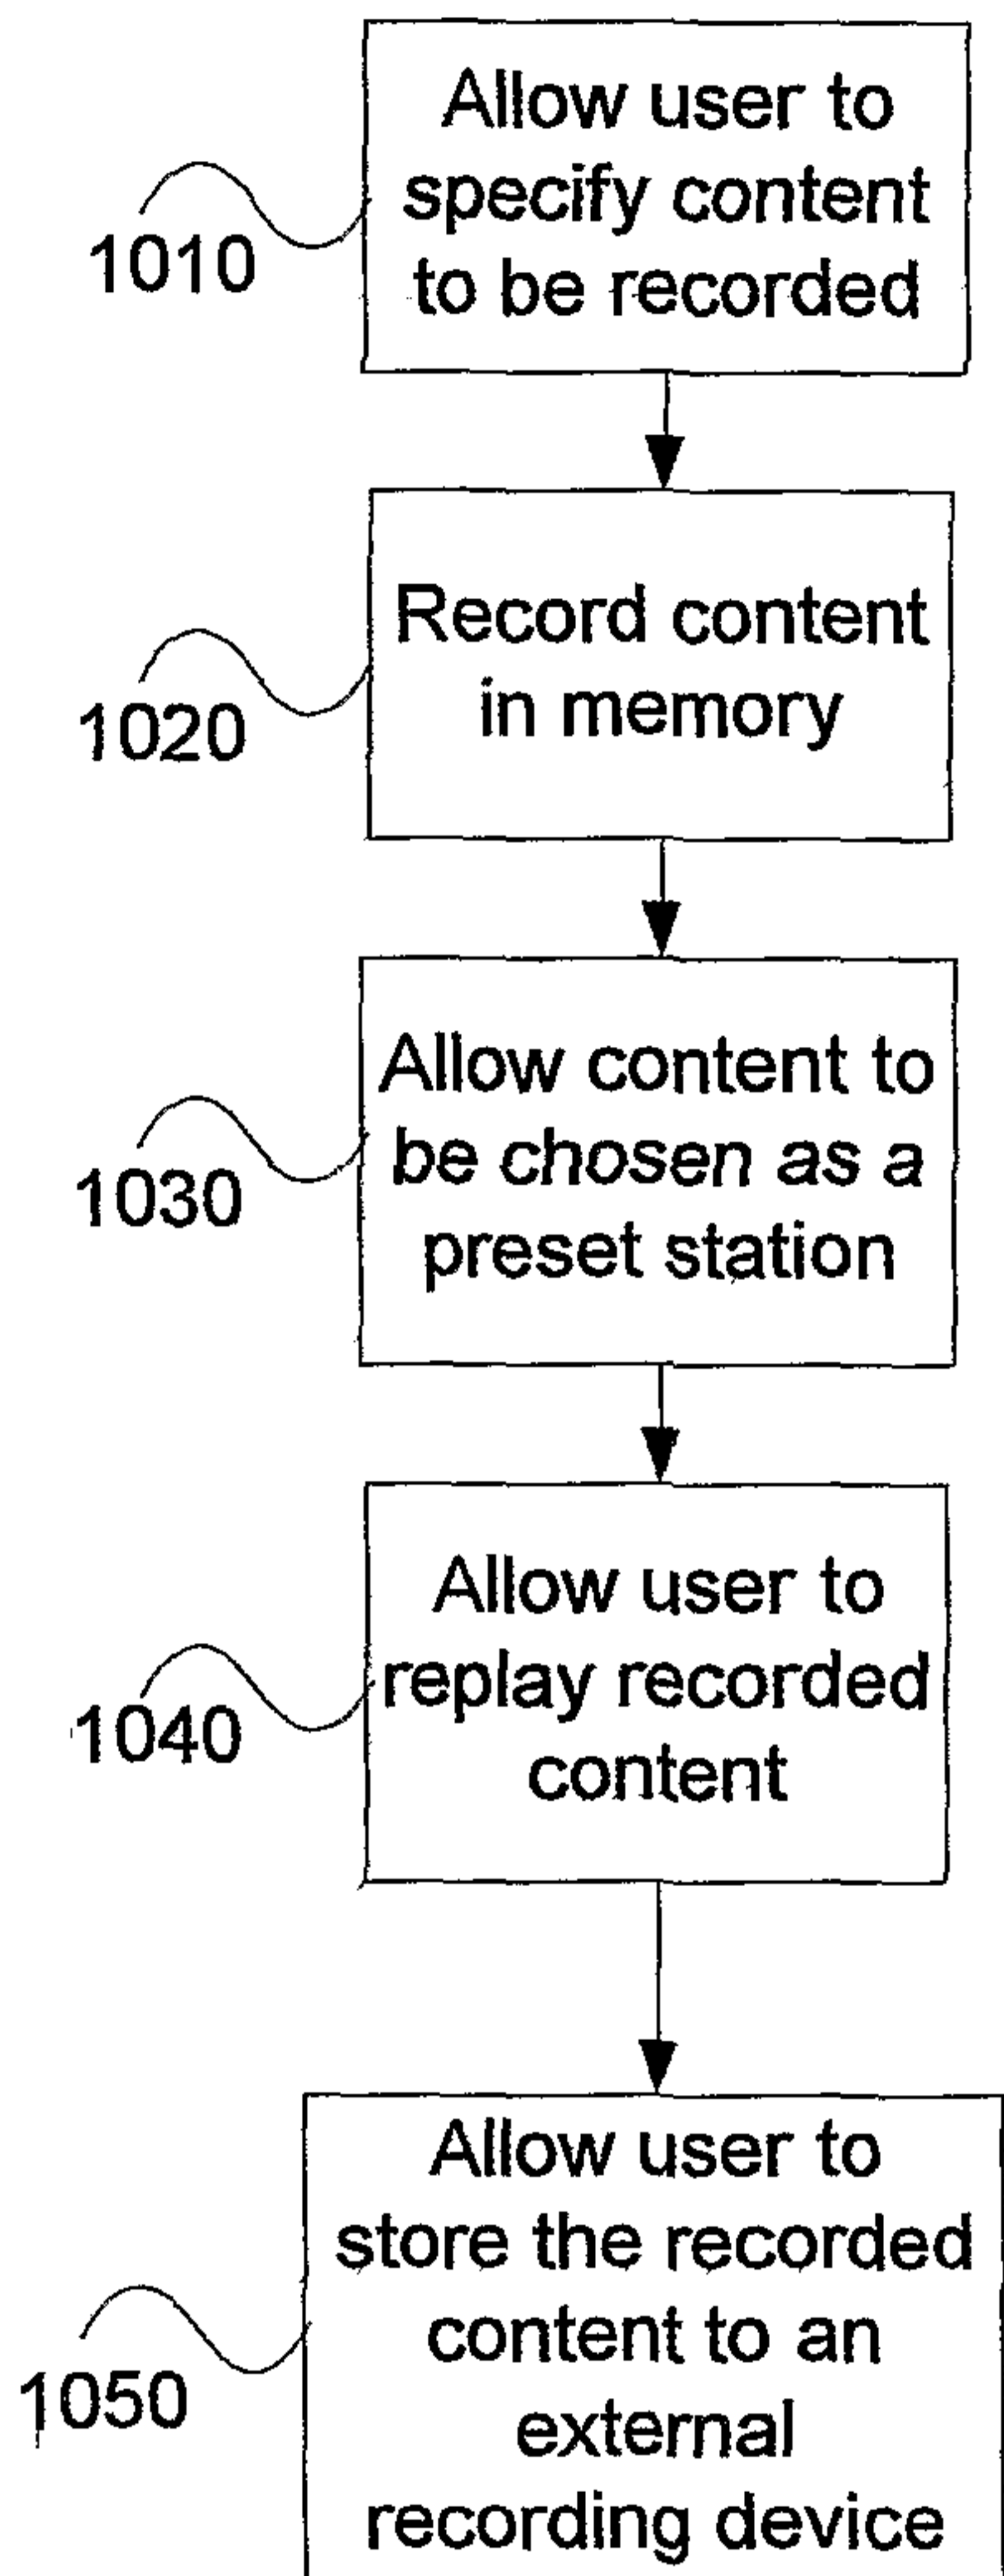 Allow user to
specify content
to be recorded
1010
Record content
in memory
1020
Allow content to
be chosen as a
preset station
1030
Allow user to
replay recorded
content
1040
Allow user to
store the recorded
content to an
external
recording device
1050